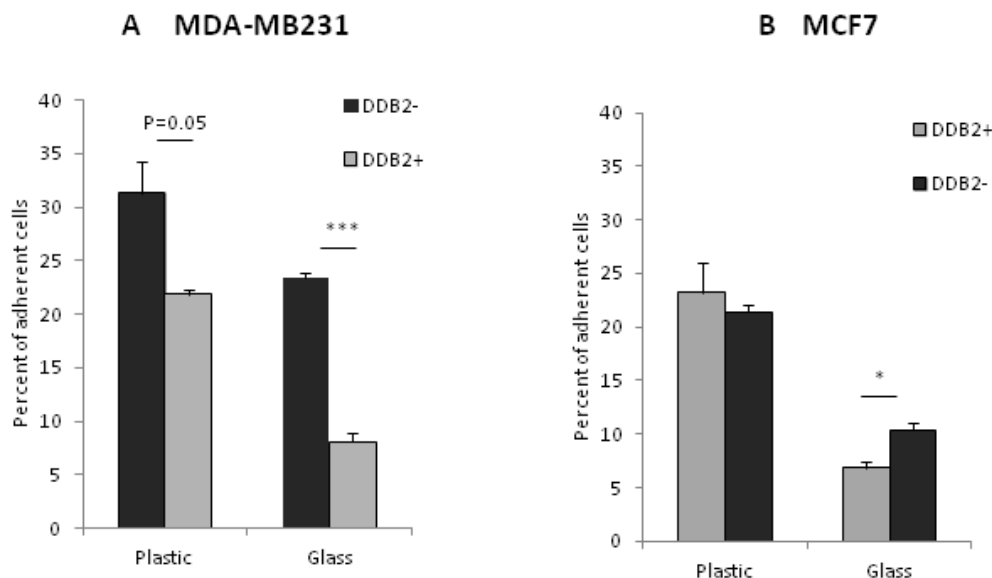 A MDA-MB231
Percent of adherent cells
40
35
30
25
20
15
10
5
0
P=0.05
***
DDB2-
DDB2+
Plastic Glass
B MCF7
Percent of adherent cells
40
35
30
25
20
15
10
5
0
*
DDB2+
DDB2-
Plastic Glass